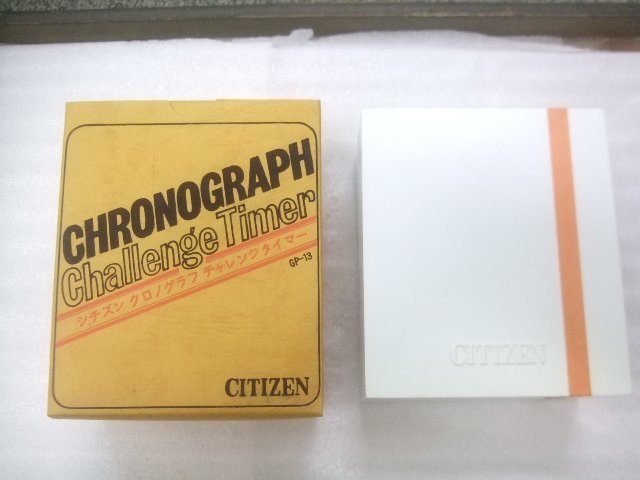 CHRONOGRAPH
Challenge Timer
シチズン クロノグラフ チャレンジタイマー
GP-13
CITIZEN
CITIZEN